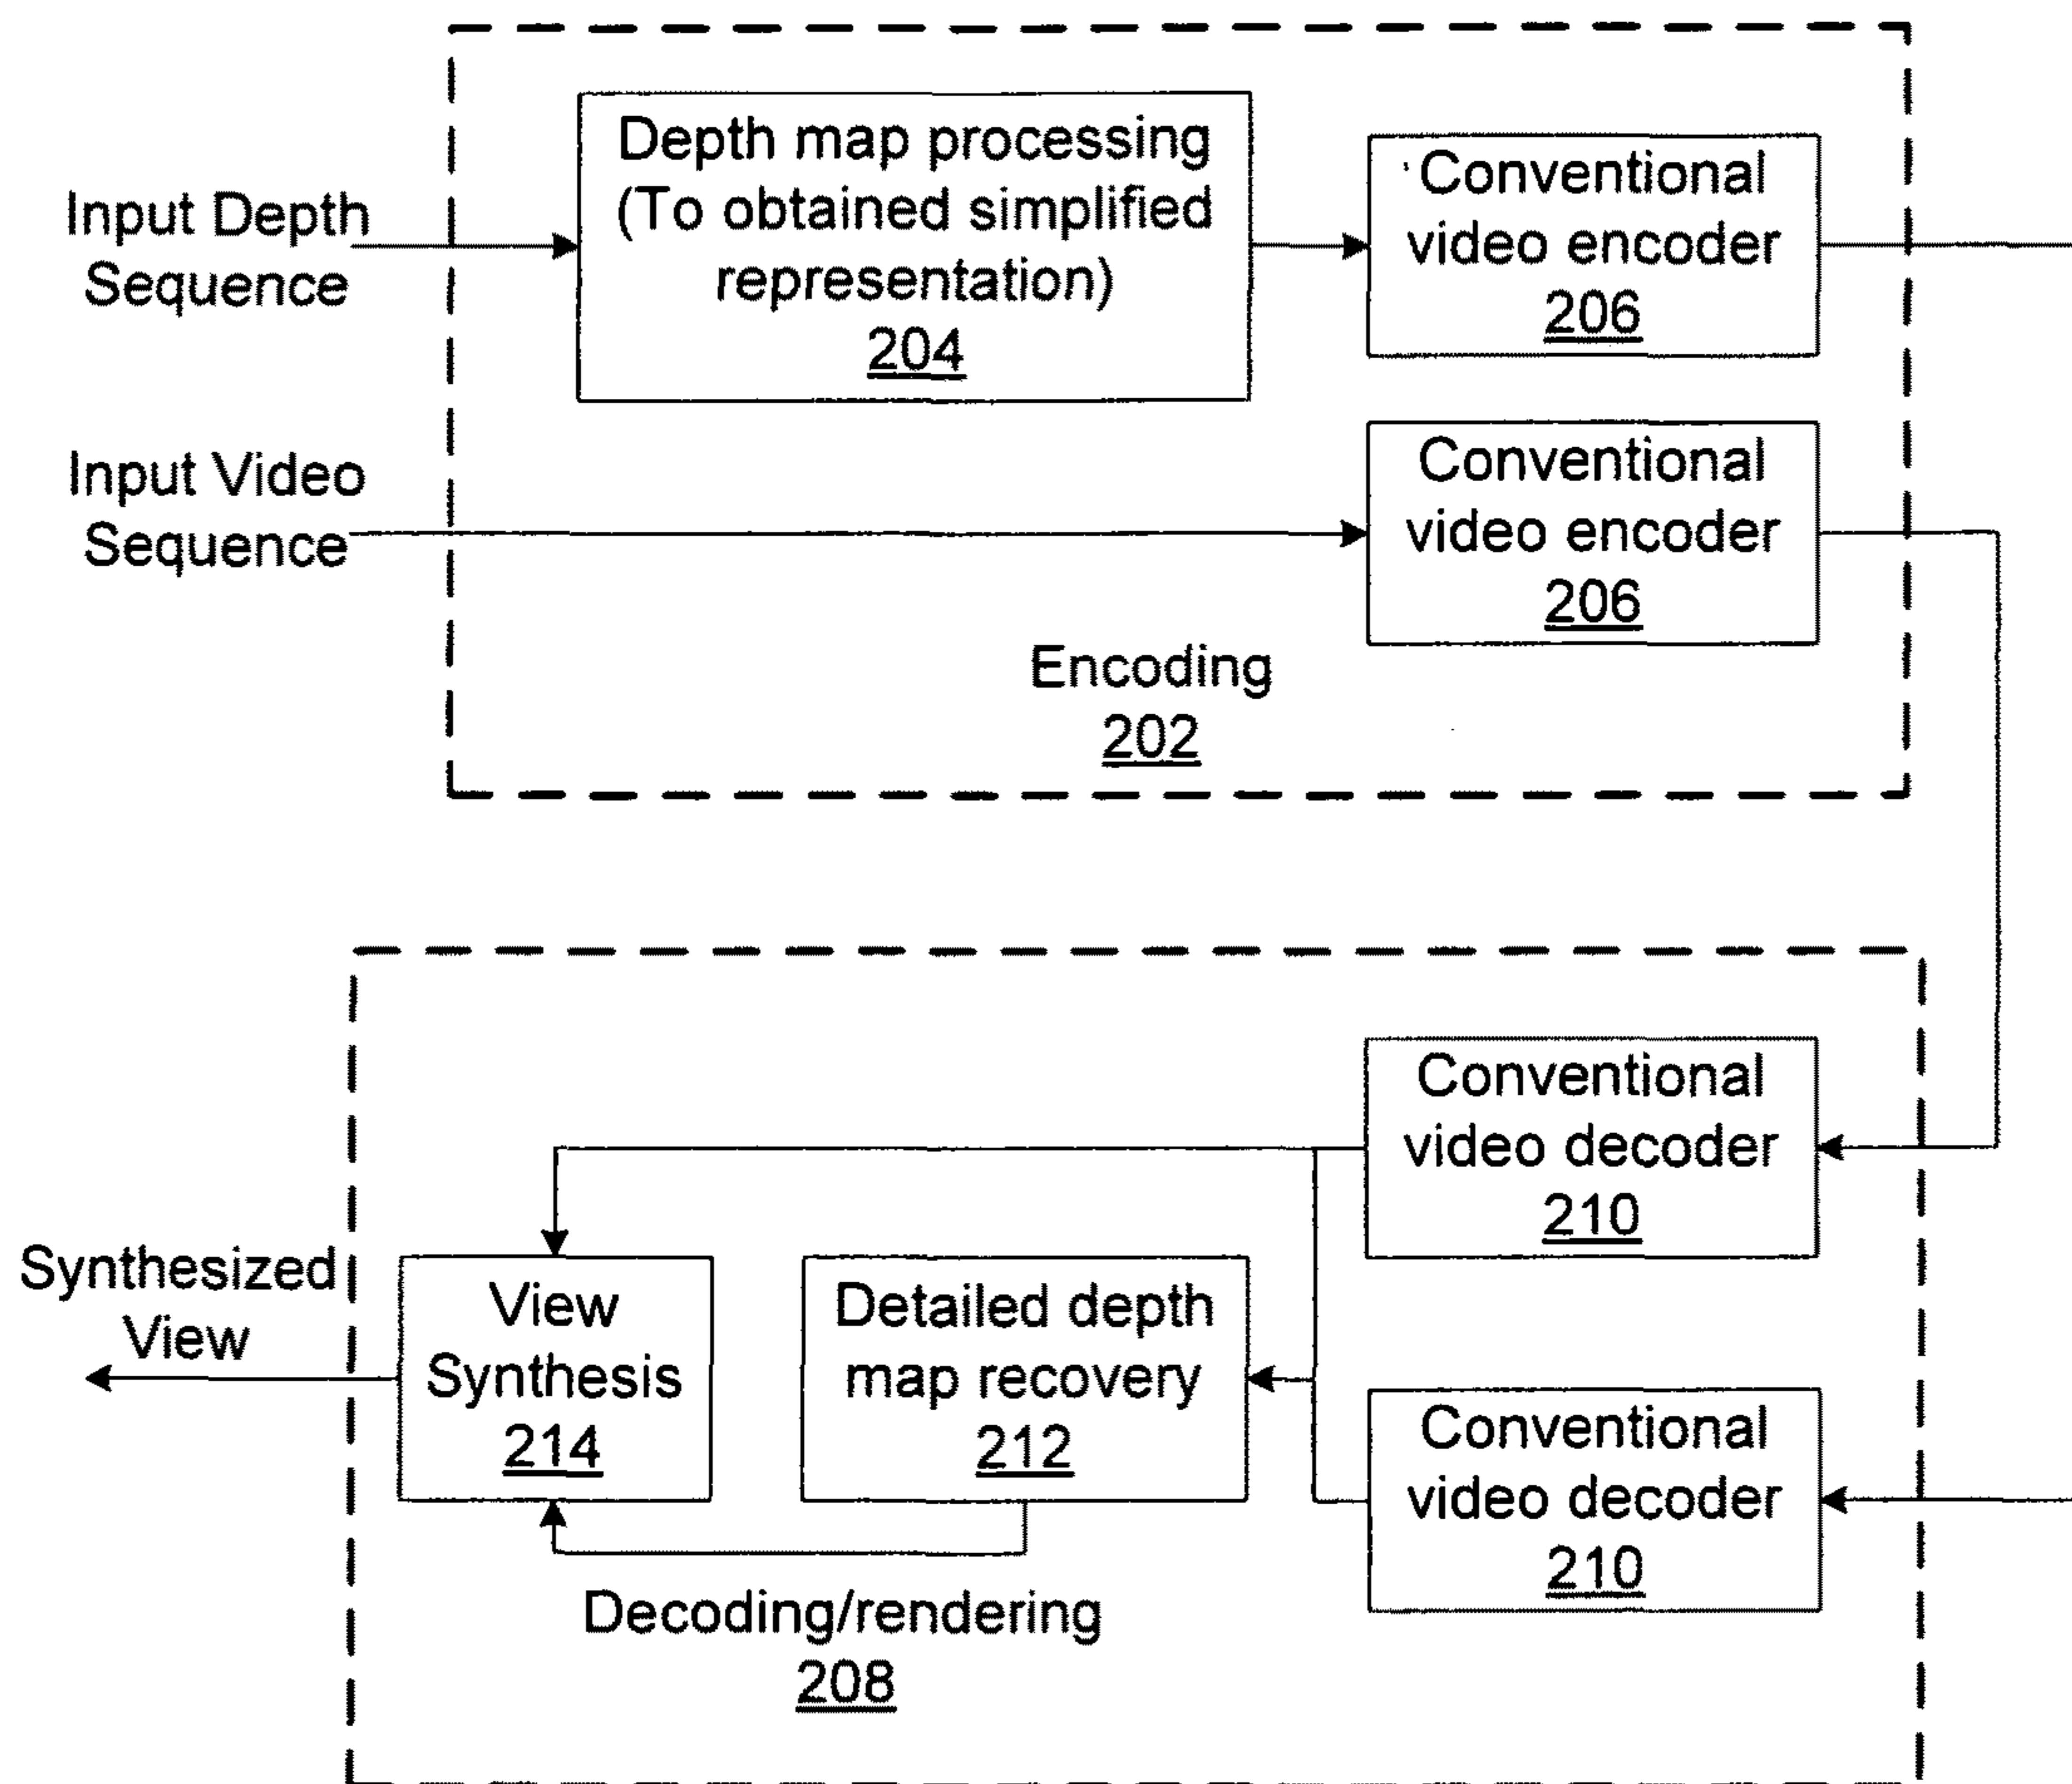 Input Depth
Sequence
Depth map processing
(To obtained simplified
representation)
204
Conventional
video encoder
206
Input Video
Sequence
Conventional
video encoder
206
Encoding
202
Conventional
video decoder
210
Synthesized
View
View
Synthesis
214
Detailed depth
map recovery
212
Conventional
video decoder
210
Decoding/rendering
208